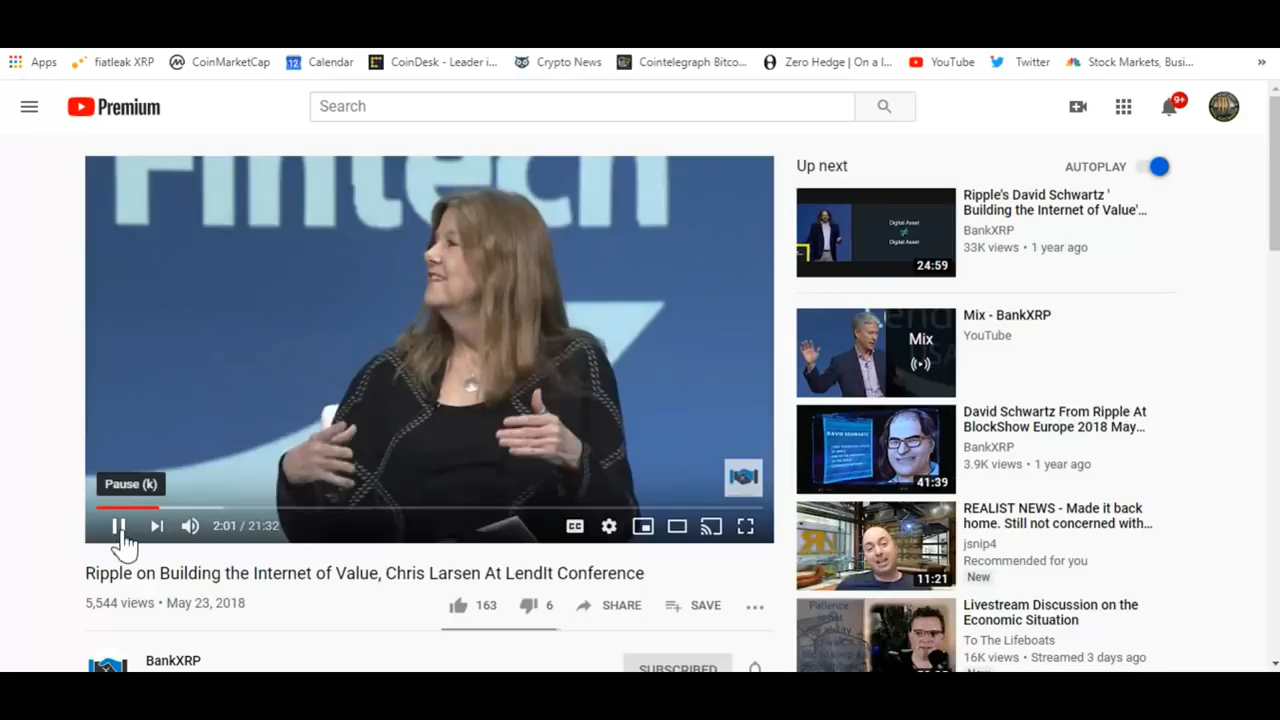 Apps
fiatleak XRP
CoinMarketCap
12
Calendar
CoinDesk - Leader i...
Crypto News
Cointelegraph Bitco...
Zero Hedge | On a l...
YouTube
Twitter
Stock Markets, Busi...
»
Premium
Search
9+
Fintech
Pause (k)
2:01 / 21:32
CC
Ripple on Building the Internet of Value, Chris Larsen At LendIt Conference
5,544 views • May 23, 2018
163
6
SHARE
SAVE
BankXRP
SUBSCRIBED
Up next
AUTOPLAY
Digital Asset
≠
Digital Asset
24:59
Ripple's David Schwartz '
Building the Internet of Value'...
BankXRP
33K views • 1 year ago
Mix
Mix - BankXRP
YouTube
DAVID SCHWARTZ
41:39
David Schwartz From Ripple At
BlockShow Europe 2018 May...
BankXRP
3.9K views • 1 year ago
11:21
REALIST NEWS - Made it back
home. Still not concerned with...
jsnip4
Recommended for you
New
Patience
Livestream Discussion on the
Economic Situation
To The Lifeboats
16K views • Streamed 3 days ago